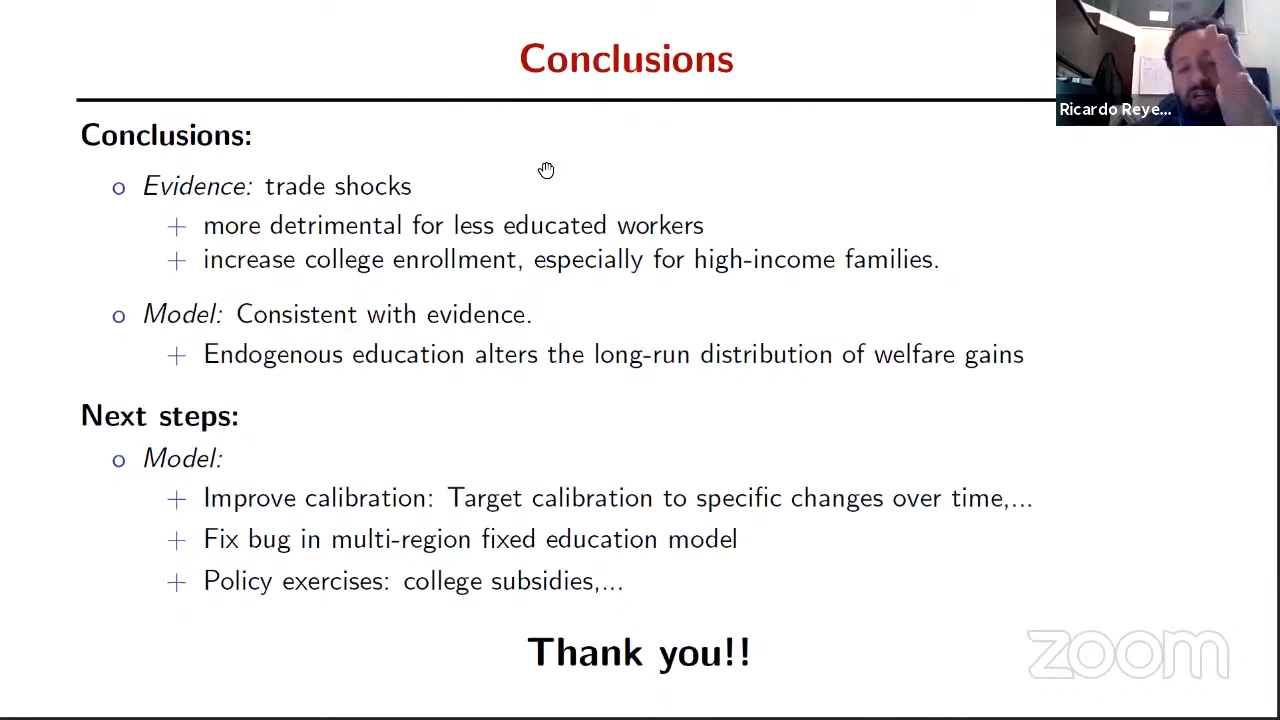 Conclusions
Ricardo Reye...
Conclusions:
o Evidence: trade shocks
+ more detrimental for less educated workers
+ increase college enrollment, especially for high-income families.
o Model: Consistent with evidence.
+ Endogenous education alters the long-run distribution of welfare gains
Next steps:
o Model:
+ Improve calibration: Target calibration to specific changes over time,...
+ Fix bug in multi-region fixed education model
+ Policy exercises: college subsidies,...
Thank you!!
zoom